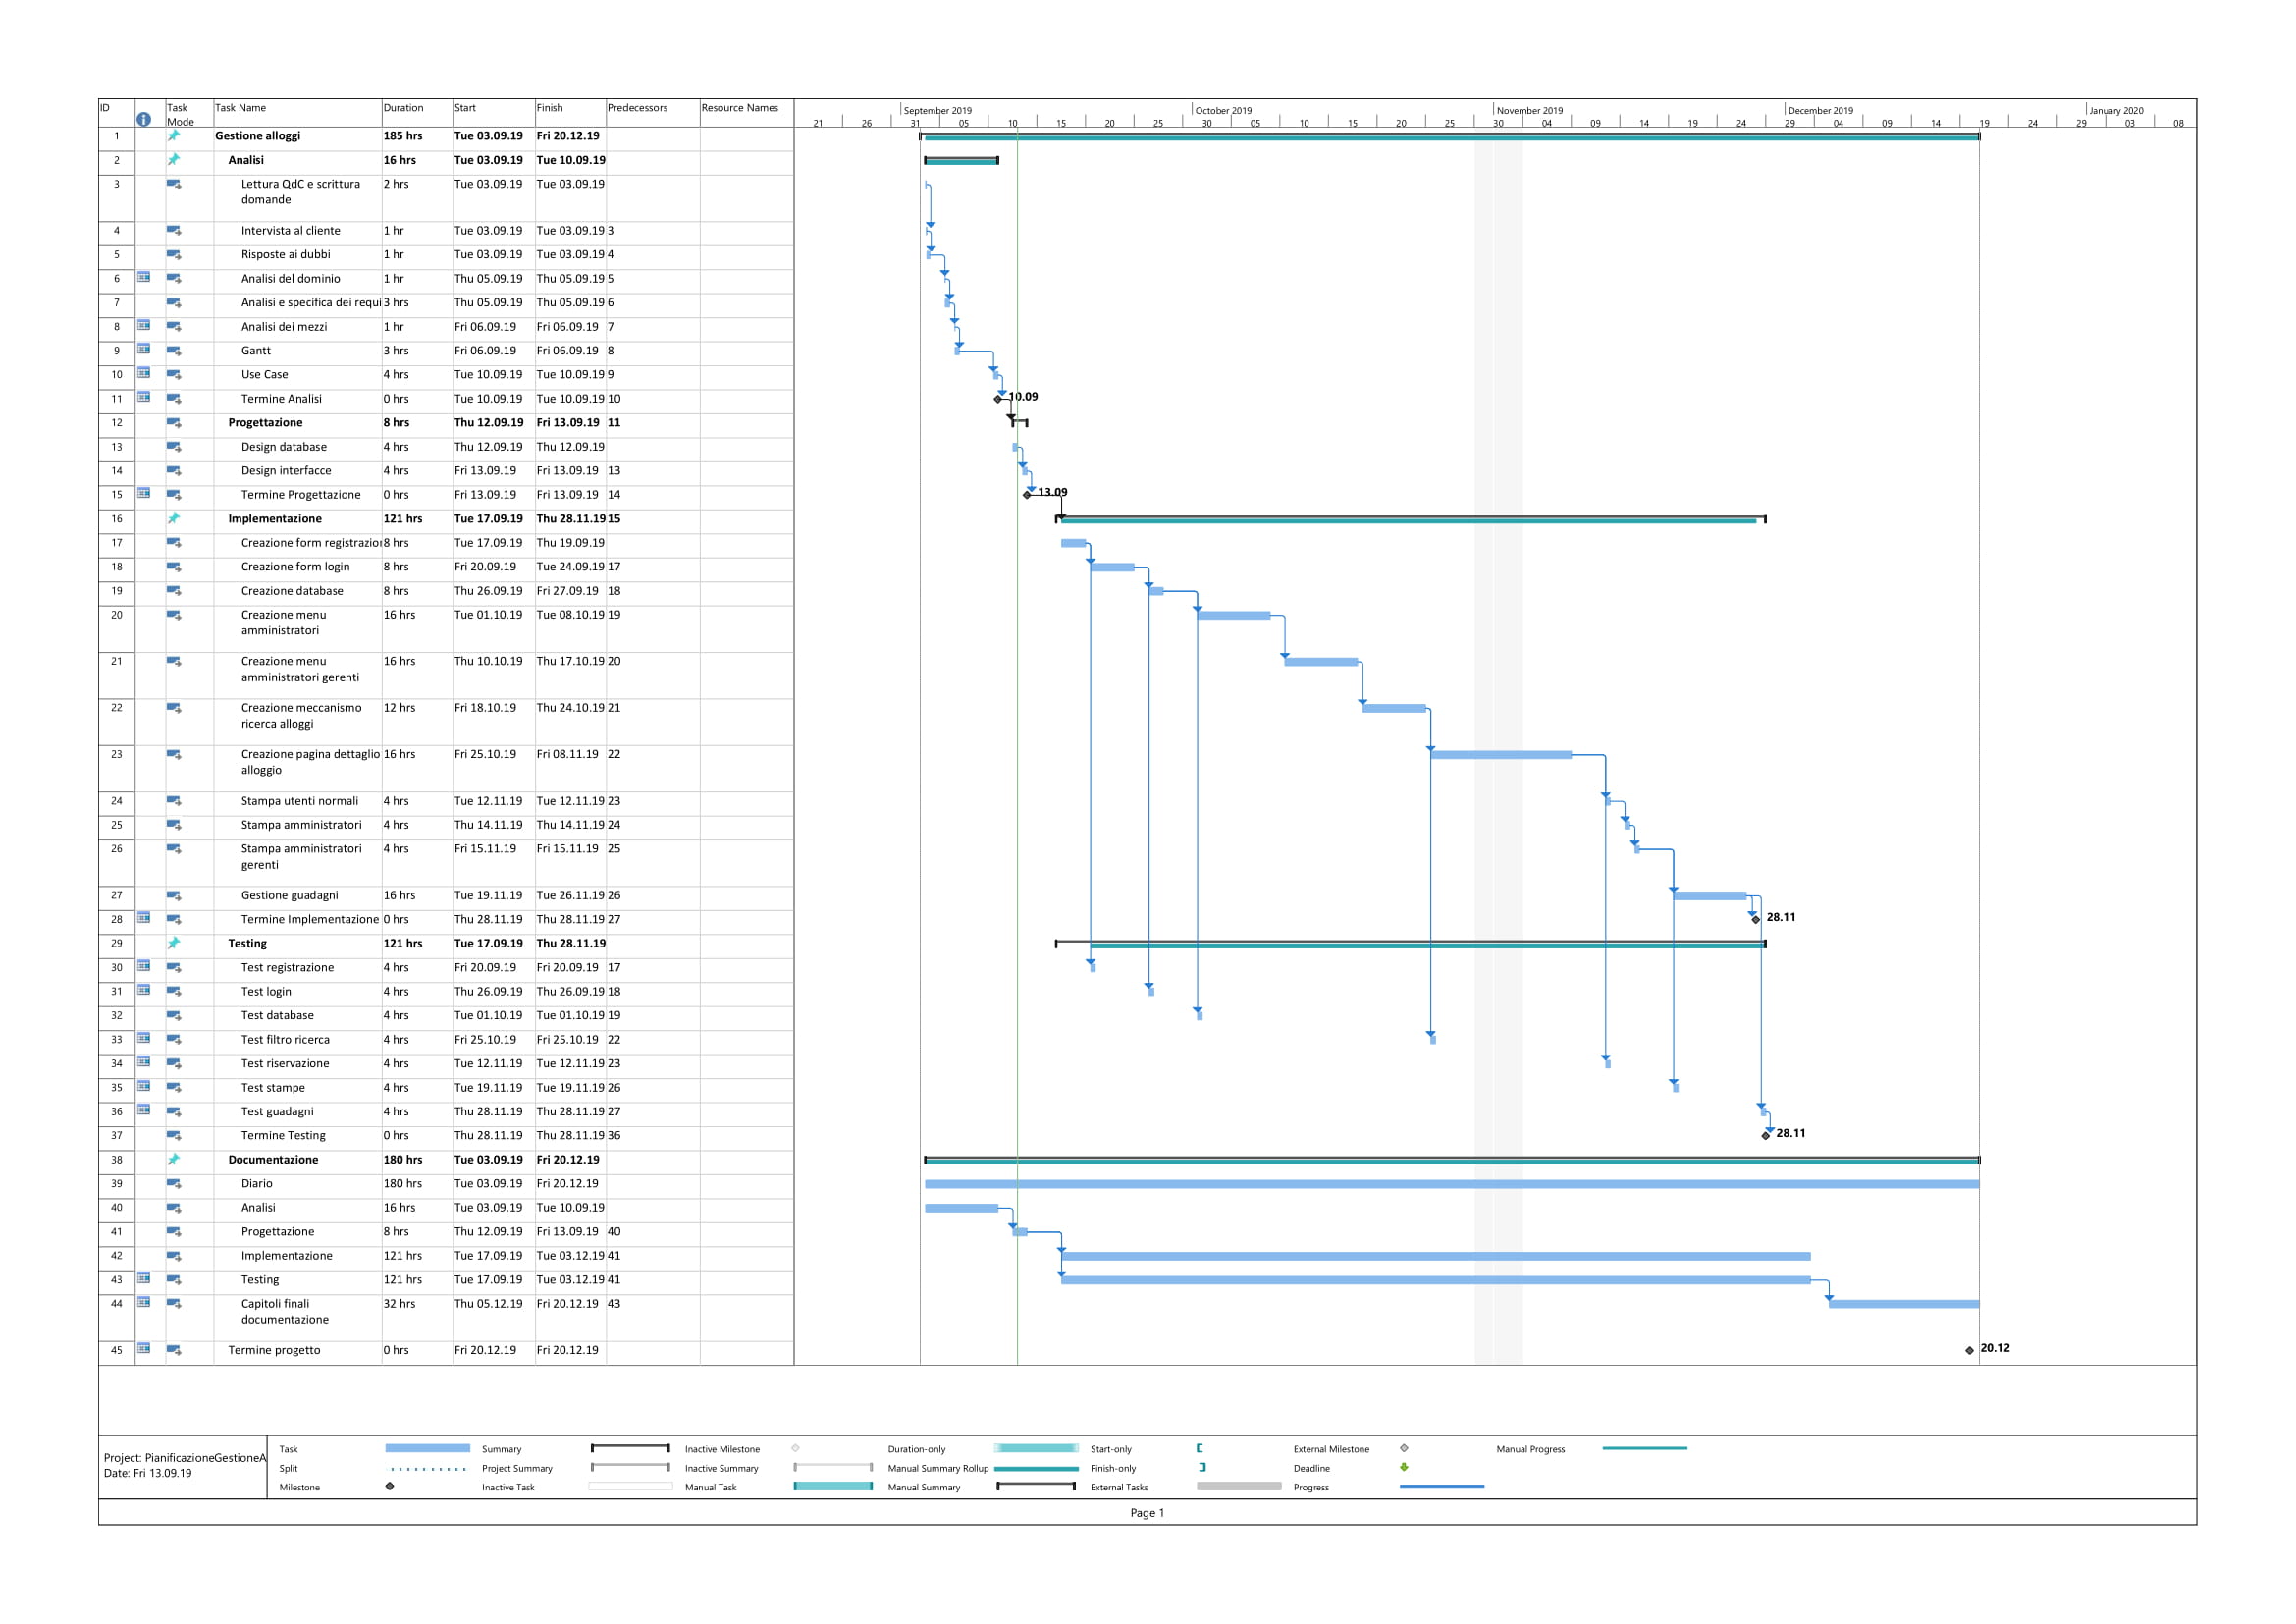 ID Task Mode Task Name Duration Start Finish Predecessors Resource Names
September 2019 October 2019 November 2019 December 2019 January 2020
21 26 31 05 10 15 20 25 30 05 10 15 20 25 30 04 09 14 19 24 29 04 09 14 19 24 29 03 08
1 Gestione alloggi 185 hrs Tue 03.09.19 Fri 20.12.19
2 Analisi 16 hrs Tue 03.09.19 Tue 10.09.19
3 Lettura QdC e scrittura domande 2 hrs Tue 03.09.19 Tue 03.09.19
4 Intervista al cliente 1 hr Tue 03.09.19 Tue 03.09.19 3
5 Risposte ai dubbi 1 hr Tue 03.09.19 Tue 03.09.19 4
6 Analisi del dominio 1 hr Thu 05.09.19 Thu 05.09.19 5
7 Analisi e specifica dei requi 3 hrs Thu 05.09.19 Thu 05.09.19 6
8 Analisi dei mezzi 1 hr Fri 06.09.19 Fri 06.09.19 7
9 Gantt 3 hrs Fri 06.09.19 Fri 06.09.19 8
10 Use Case 4 hrs Tue 10.09.19 Tue 10.09.19 9
11 Termine Analisi 0 hrs Tue 10.09.19 Tue 10.09.19 10 10.09
12 Progettazione 8 hrs Thu 12.09.19 Fri 13.09.19 11
13 Design database 4 hrs Thu 12.09.19 Thu 12.09.19
14 Design interfacce 4 hrs Fri 13.09.19 Fri 13.09.19 13
15 Termine Progettazione 0 hrs Fri 13.09.19 Fri 13.09.19 14 13.09
16 Implementazione 121 hrs Tue 17.09.19 Thu 28.11.19 15
17 Creazione form registrazior 8 hrs Tue 17.09.19 Thu 19.09.19
18 Creazione form login 8 hrs Fri 20.09.19 Tue 24.09.19 17
19 Creazione database 8 hrs Thu 26.09.19 Fri 27.09.19 18
20 Creazione menu amministratori 16 hrs Tue 01.10.19 Tue 08.10.19 19
21 Creazione menu amministratori gerenti 16 hrs Thu 10.10.19 Thu 17.10.19 20
22 Creazione meccanismo ricerca alloggi 12 hrs Fri 18.10.19 Thu 24.10.19 21
23 Creazione pagina dettaglio alloggio 16 hrs Fri 25.10.19 Fri 08.11.19 22
24 Stampa utenti normali 4 hrs Tue 12.11.19 Tue 12.11.19 23
25 Stampa amministratori 4 hrs Thu 14.11.19 Thu 14.11.19 24
26 Stampa amministratori gerenti 4 hrs Fri 15.11.19 Fri 15.11.19 25
27 Gestione guadagni 16 hrs Tue 19.11.19 Tue 26.11.19 26
28 Termine Implementazione 0 hrs Thu 28.11.19 Thu 28.11.19 27 28.11
29 Testing 121 hrs Tue 17.09.19 Thu 28.11.19
30 Test registrazione 4 hrs Fri 20.09.19 Fri 20.09.19 17
31 Test login 4 hrs Thu 26.09.19 Thu 26.09.19 18
32 Test database 4 hrs Tue 01.10.19 Tue 01.10.19 19
33 Test filtro ricerca 4 hrs Fri 25.10.19 Fri 25.10.19 22
34 Test riservazione 4 hrs Tue 12.11.19 Tue 12.11.19 23
35 Test stampe 4 hrs Tue 19.11.19 Tue 19.11.19 26
36 Test guadagni 4 hrs Thu 28.11.19 Thu 28.11.19 27
37 Termine Testing 0 hrs Thu 28.11.19 Thu 28.11.19 36 28.11
38 Documentazione 180 hrs Tue 03.09.19 Fri 20.12.19
39 Diario 180 hrs Tue 03.09.19 Fri 20.12.19
40 Analisi 16 hrs Tue 03.09.19 Tue 10.09.19
41 Progettazione 8 hrs Thu 12.09.19 Fri 13.09.19 40
42 Implementazione 121 hrs Tue 17.09.19 Tue 03.12.19 41
43 Testing 121 hrs Tue 17.09.19 Tue 03.12.19 41
44 Capitoli finali documentazione 32 hrs Thu 05.12.19 Fri 20.12.19 43
45 Termine progetto 0 hrs Fri 20.12.19 Fri 20.12.19 20.12
Project: PianificazioneGestioneA
Date: Fri 13.09.19
Task Summary Inactive Milestone Duration-only Start-only External Milestone Manual Progress
Split Project Summary Inactive Summary Manual Summary Rollup Finish-only Deadline
Milestone Inactive Task Manual Task Manual Summary External Tasks Progress
Page 1